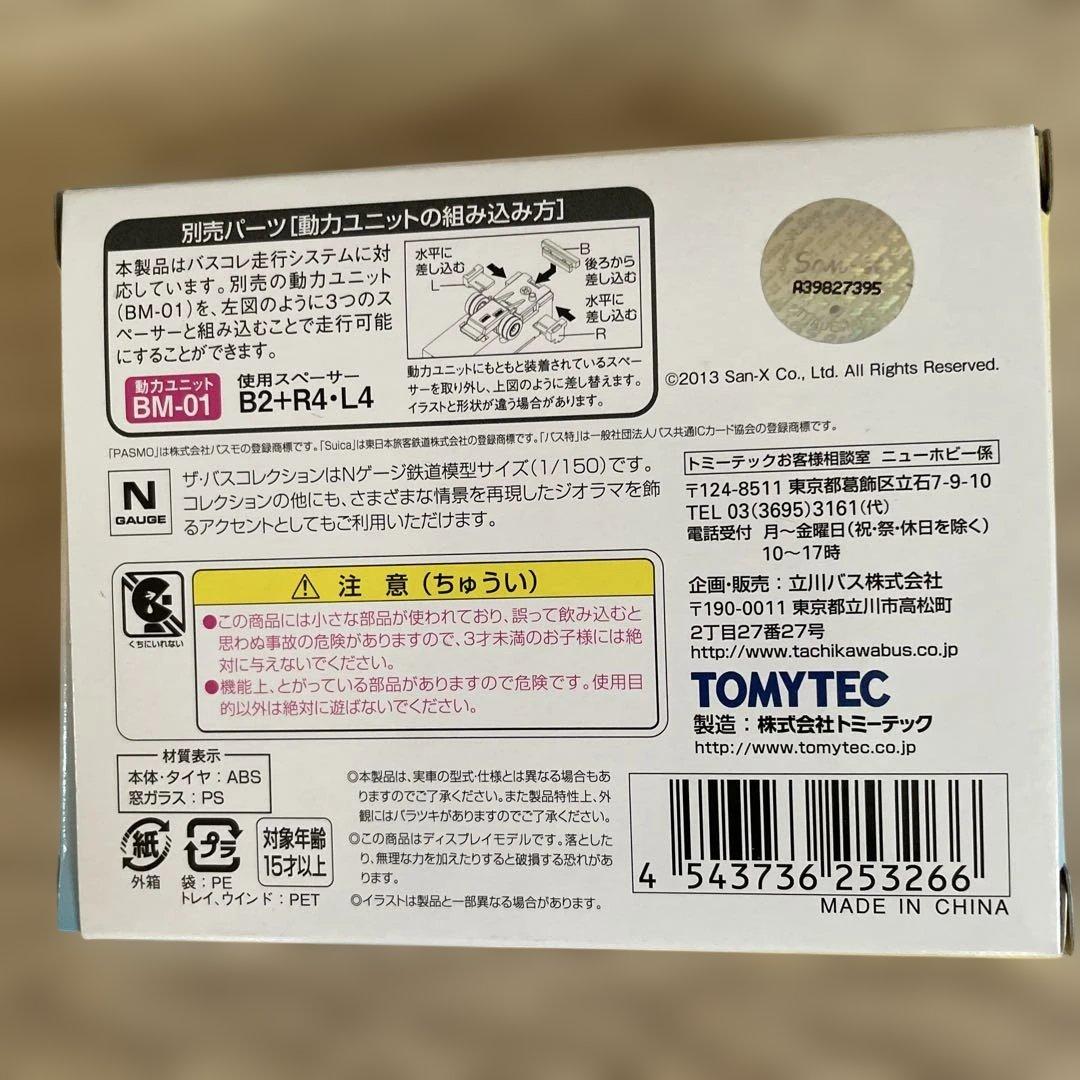 別売パーツ[動力ユニットの組み込み方]
本製品はバスコレ走行システムに対
応しています。別売の動力ユニット
(BM-01)を、左図のように3つのス
ペーサーと組み込むことで走行可能
にすることができます。
動力ユニット
BM-01
使用スペーサー
B2+R4・L4
水平に
差し込む
L
B
後ろから
差し込む
水平に
差し込む
R
動力ユニットにもともと装着されているスペー
サーを取り外し、上図のように差し替えます。
イラストと形状が違う場合があります。
A39827395
©2013 San-X Co., Ltd. All Rights Reserved.
「PASMO」は株式会社パスモの登録商標です。「Suica」は東日本旅客鉄道株式会社の登録商標です。「バス特」は一般社団法人バス共通ICカード協会の登録商標です。
N
GAUGE
ザ・バスコレクションはNゲージ鉄道模型サイズ(1/150)です。
コレクションの他にも、さまざまな情景を再現したジオラマを飾
るアクセントとしてもご利用いただけます。
くちにいれない
注 意(ちゅうい)
●この商品には小さな部品が使われており、誤って飲み込むと
思わぬ事故の危険がありますので、3才未満のお子様には絶
対に与えないでください。
●機能上、とがっている部品がありますので危険です。使用目
的以外は絶対に遊ばないでください。
トミーテックお客様相談室 ニューホビー係
〒124-8511 東京都葛飾区立石7-9-10
TEL 03(3695)3161(代)
電話受付 月～金曜日(祝・祭・休日を除く)
10～17時
企画・販売：立川バス株式会社
〒190-0011 東京都立川市高松町
2丁目27番27号
http://www.tachikawabus.co.jp
TOMYTEC
製造：株式会社トミーテック
http://www.tomytec.co.jp
材質表示
本体・タイヤ：ABS
窓ガラス：PS
紙
外箱
プラ
袋：PE
トレイ、ウインド：PET
対象年齢
15才以上
◎本製品は、実車の型式・仕様とは異なる場合もあ
りますのでご了承ください。また製品特性上、外
観にはバラツキがありますのでご了承ください。
◎この商品はディスプレイモデルです。落とした
り、無理な力を加えたりすると破損する恐れがあり
ます。
◎イラストは製品と一部異なる場合があります。
4 543736 253266
MADE IN CHINA